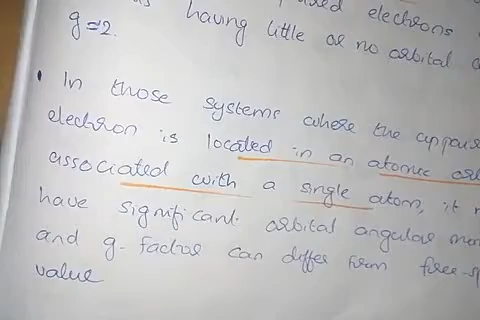 electrons
having little or no orbital
g=2.
• In those systems where the
electron is located in an atomic
associated with a single atom, it
have significant orbital angular
and g-factor can differ from free-
value